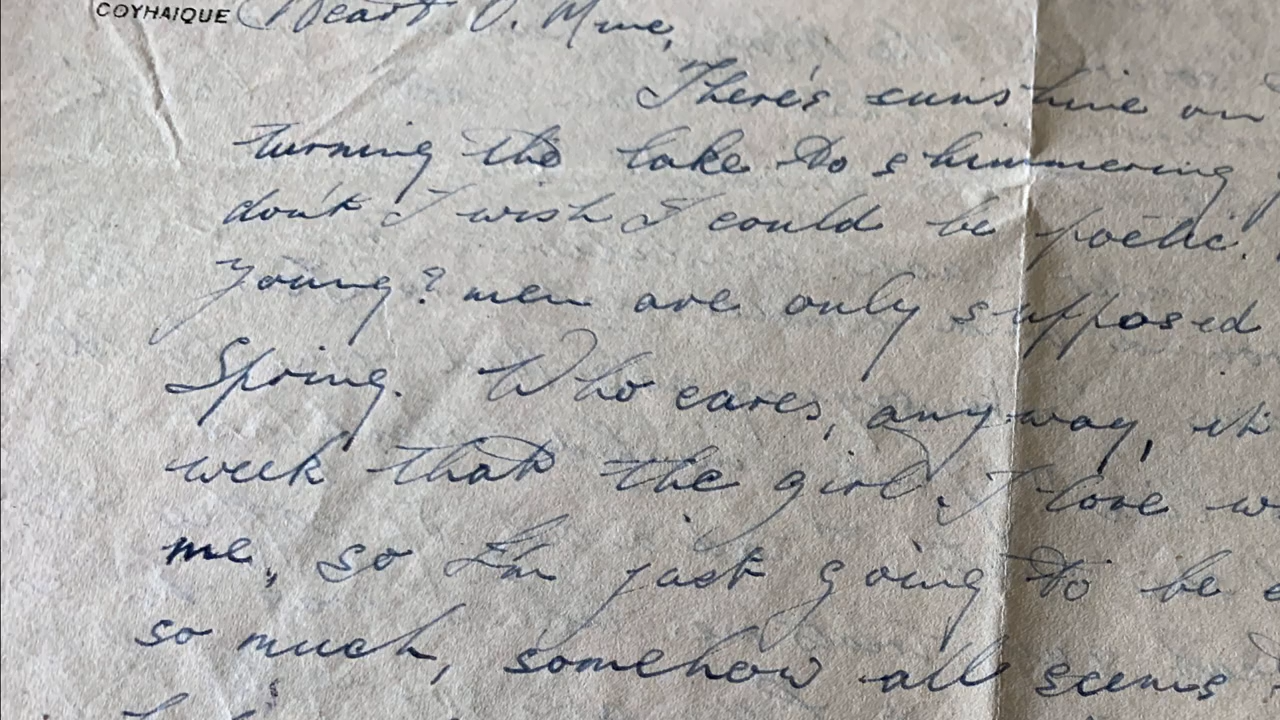 COYHAIQUE Heart O. Mine,
There's sunshine on
turning the lake to shimmering
don't I wish I could be poetic.
young? men are only supposed
Spring. Who cares, anyway, it
week that the girl I love
me, so I'm just going to be
so much, somehow all seems